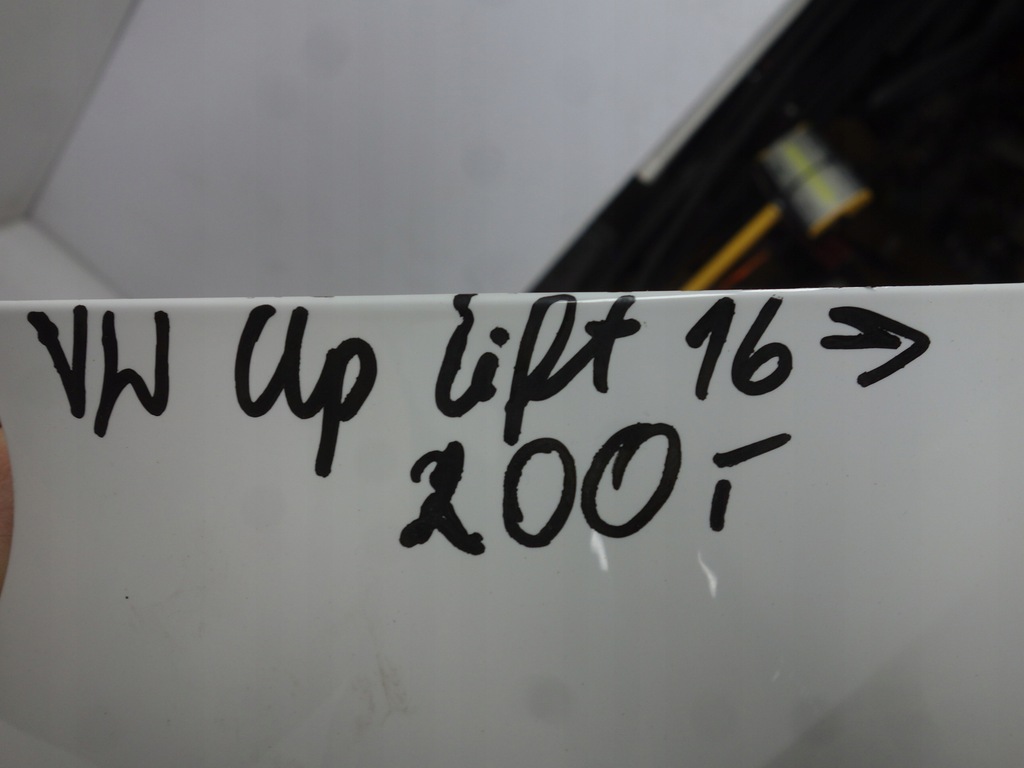 VW Up Lift 16 →
200,-